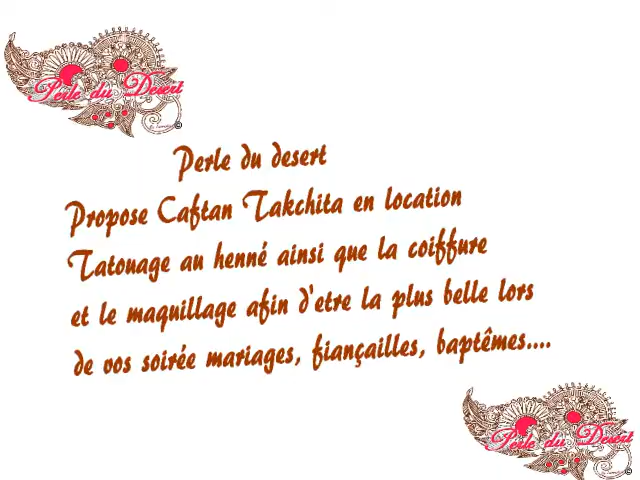 Perle du Desert
Perle du desert
Propose Caftan Takchita en location
Tatouage au henné ainsi que la coiffure
et le maquillage afin d'etre la plus belle lors
de vos soirée mariages, fiançailles, baptêmes....
Perle du Desert